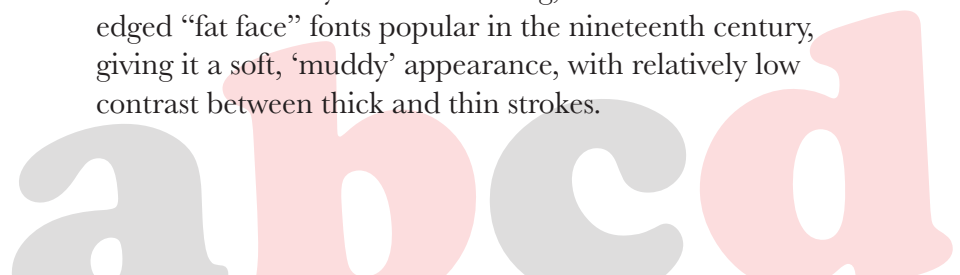 edged “fat face” fonts popular in the nineteenth century,
giving it a soft, ‘muddy’ appearance, with relatively low
contrast between thick and thin strokes.
abcd